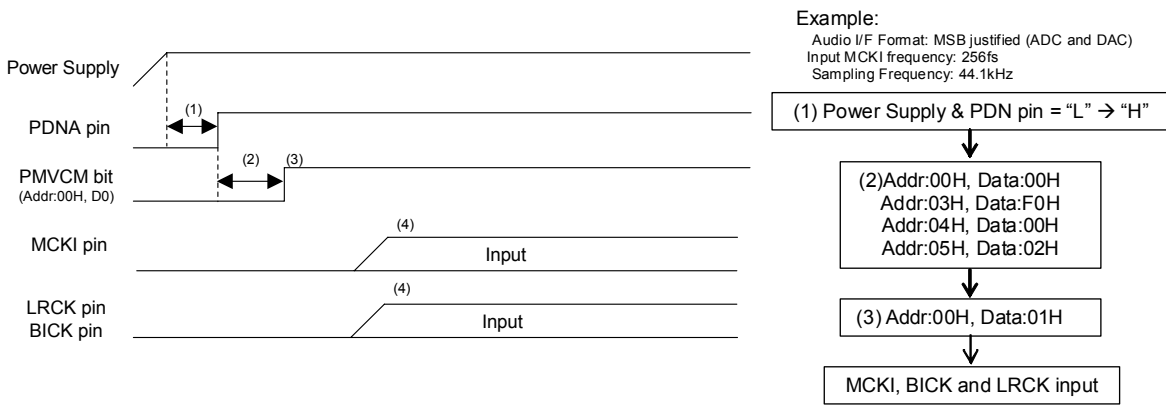 Power Supply
PDNA pin
PMVCM bit
(Addr:00H, D0)
MCKI pin
LRCK pin
BICK pin
(1)
(2)
(3)
(4)
Input
(4)
Input
Example:
Audio I/F Format: MSB justified (ADC and DAC)
Input MCKI frequency: 256fs
Sampling Frequency: 44.1kHz
(1) Power Supply & PDN pin = “L” → “H”
(2)Addr:00H, Data:00H
Addr:03H, Data:F0H
Addr:04H, Data:00H
Addr:05H, Data:02H
(3) Addr:00H, Data:01H
MCKI, BICK and LRCK input